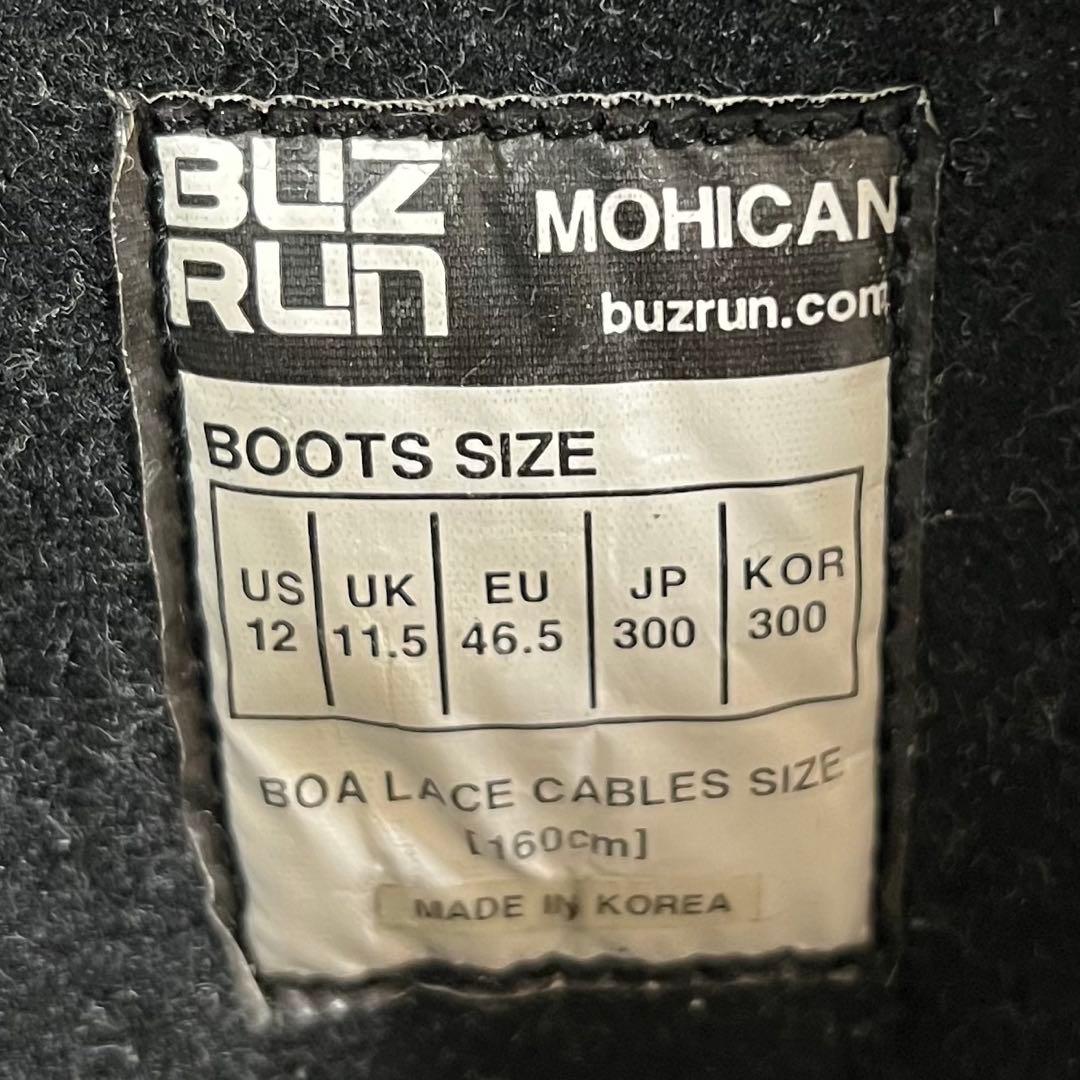 BUZ
RUN
MOHICAN
buzrun.com
BOOTS SIZE
US UK EU JP KOR
12 11.5 46.5 300 300
BOA LACE CABLES SIZE
[160cm]
MADE IN KOREA